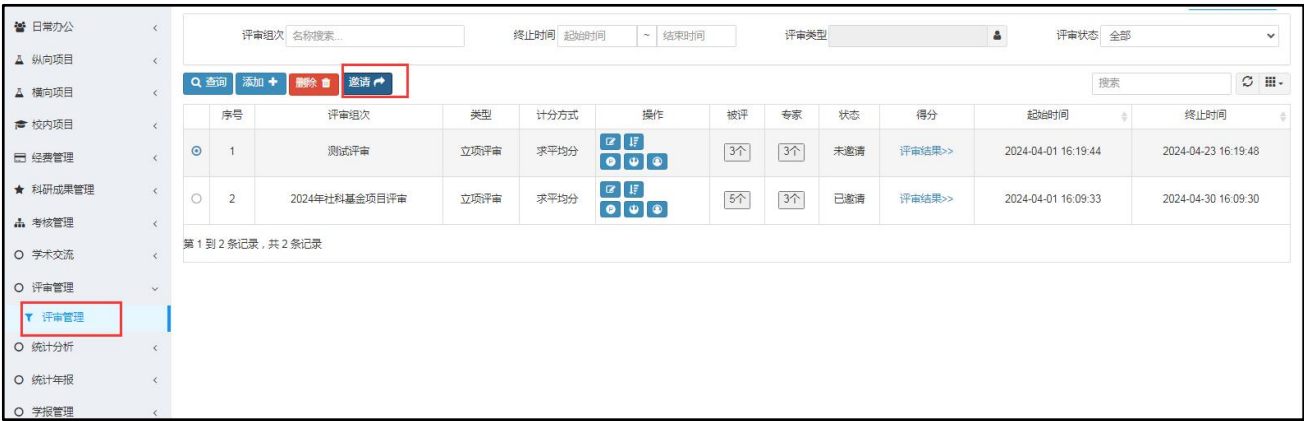 日常办公
纵向项目
横向项目
校内项目
经费管理
科研成果管理
考核管理
学术交流
评审管理
评审管理
统计分析
统计年报
学报管理
评审组次 名称搜索... 终止时间 起始时间 ~ 结束时间 评审类型 评审状态 全部
查询 添加 删除 邀请 搜索
序号 评审组次 类型 计分方式 操作 被评 专家 状态 得分 起始时间 终止时间
1 测试评审 立项评审 求平均分 3个 3个 未邀请 评审结果>> 2024-04-01 16:19:44 2024-04-23 16:19:48
2 2024年社科基金项目评审 立项评审 求平均分 5个 3个 已邀请 评审结果>> 2024-04-01 16:09:33 2024-04-30 16:09:30
第 1 到 2 条记录，共 2 条记录